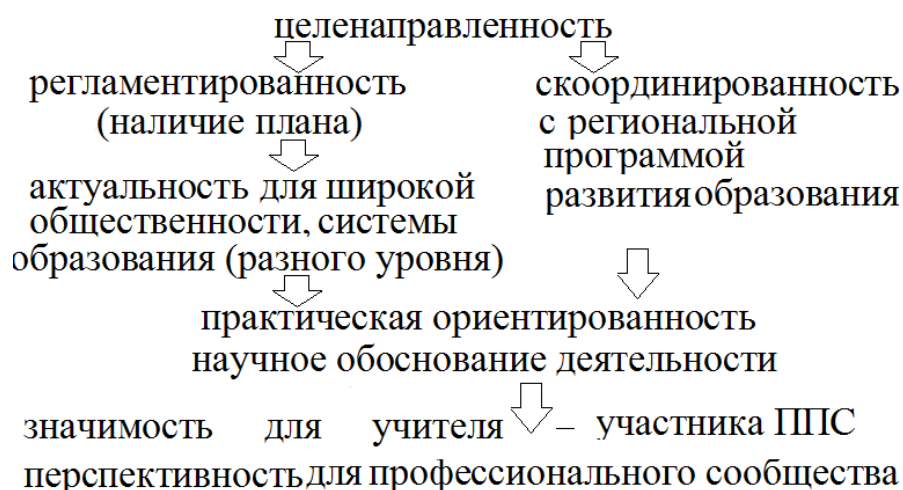 целенаправленность
регламентированность
(наличие плана)
скоординированность
с региональной
программой
развития образования
актуальность для широкой
общественности, системы
образования (разного уровня)
практическая ориентированность
научное обоснование деятельности
значимость для учителя – участника ППС
перспективность для профессионального сообщества